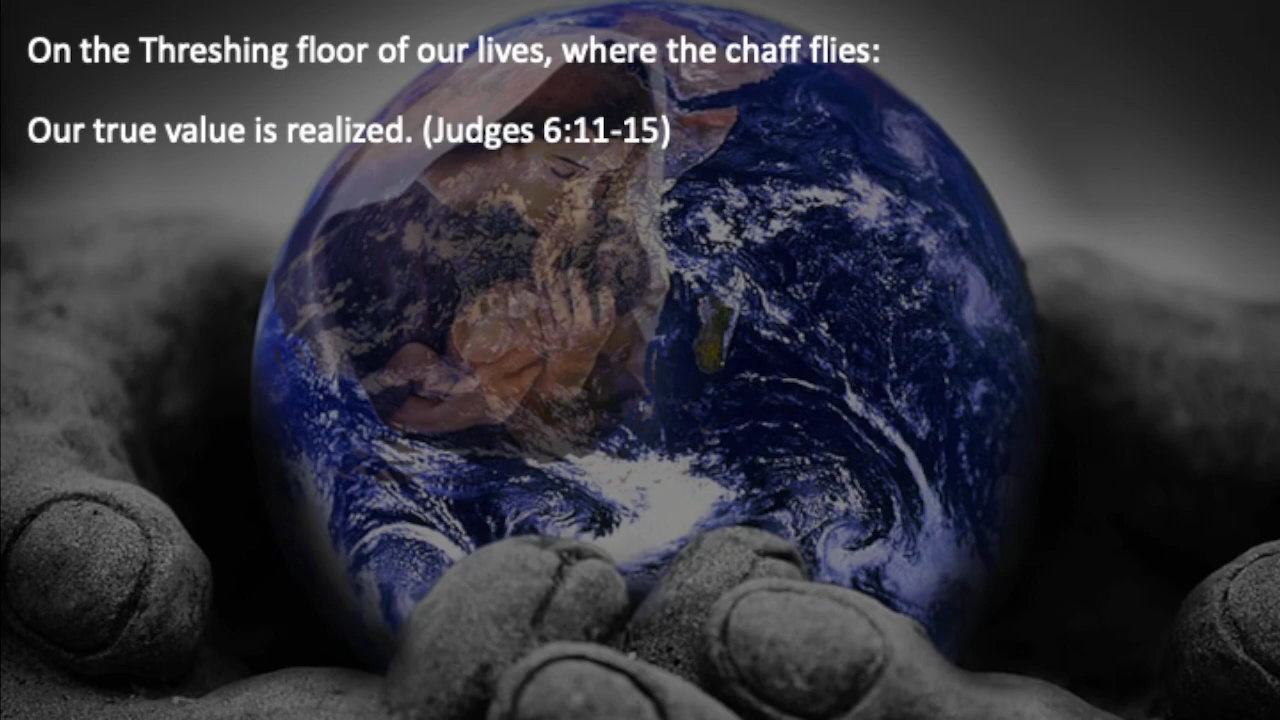 On the Threshing floor of our lives, where the chaff flies:
Our true value is realized. (Judges 6:11-15)